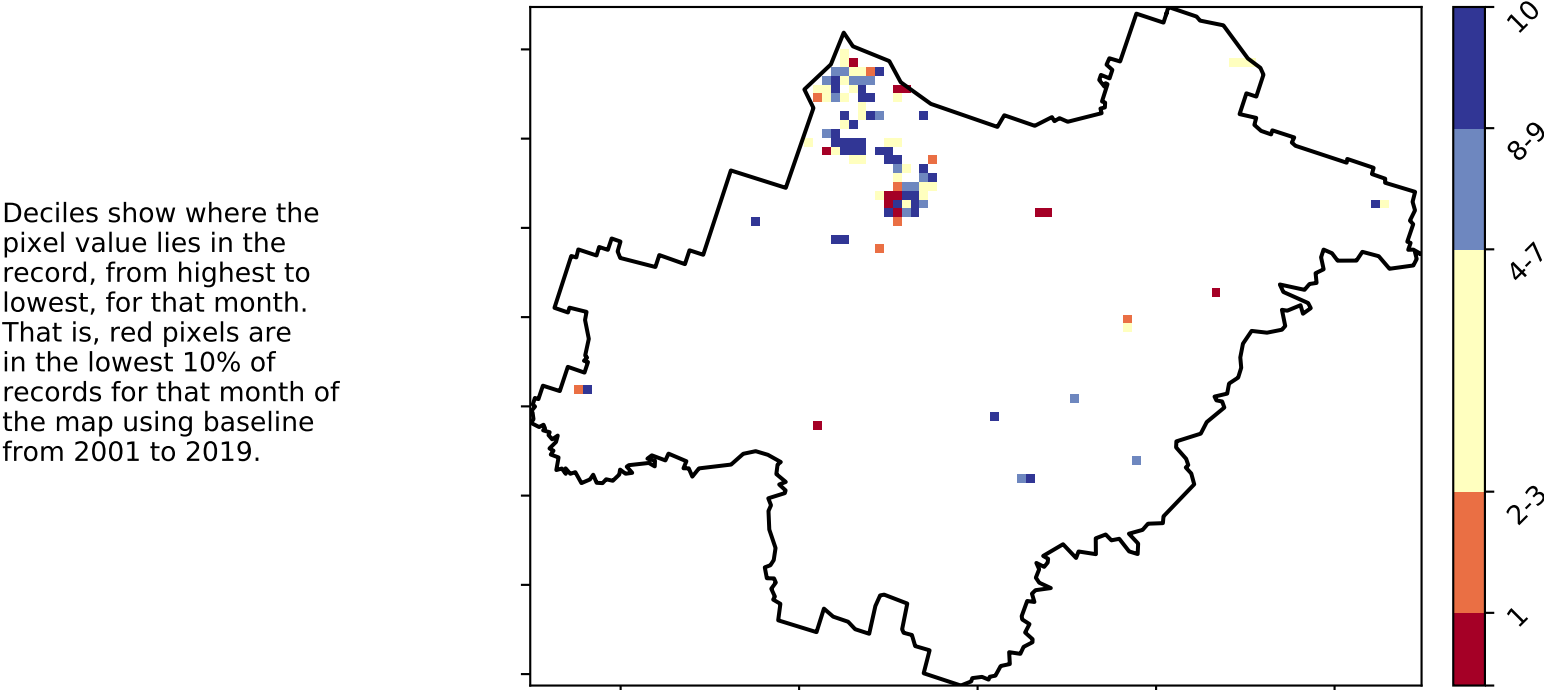 Deciles show where the
pixel value lies in the
record, from highest to
lowest, for that month.
That is, red pixels are
in the lowest 10% of
records for that month of
the map using baseline
from 2001 to 2019.
10
8-9
4-7
2-3
1